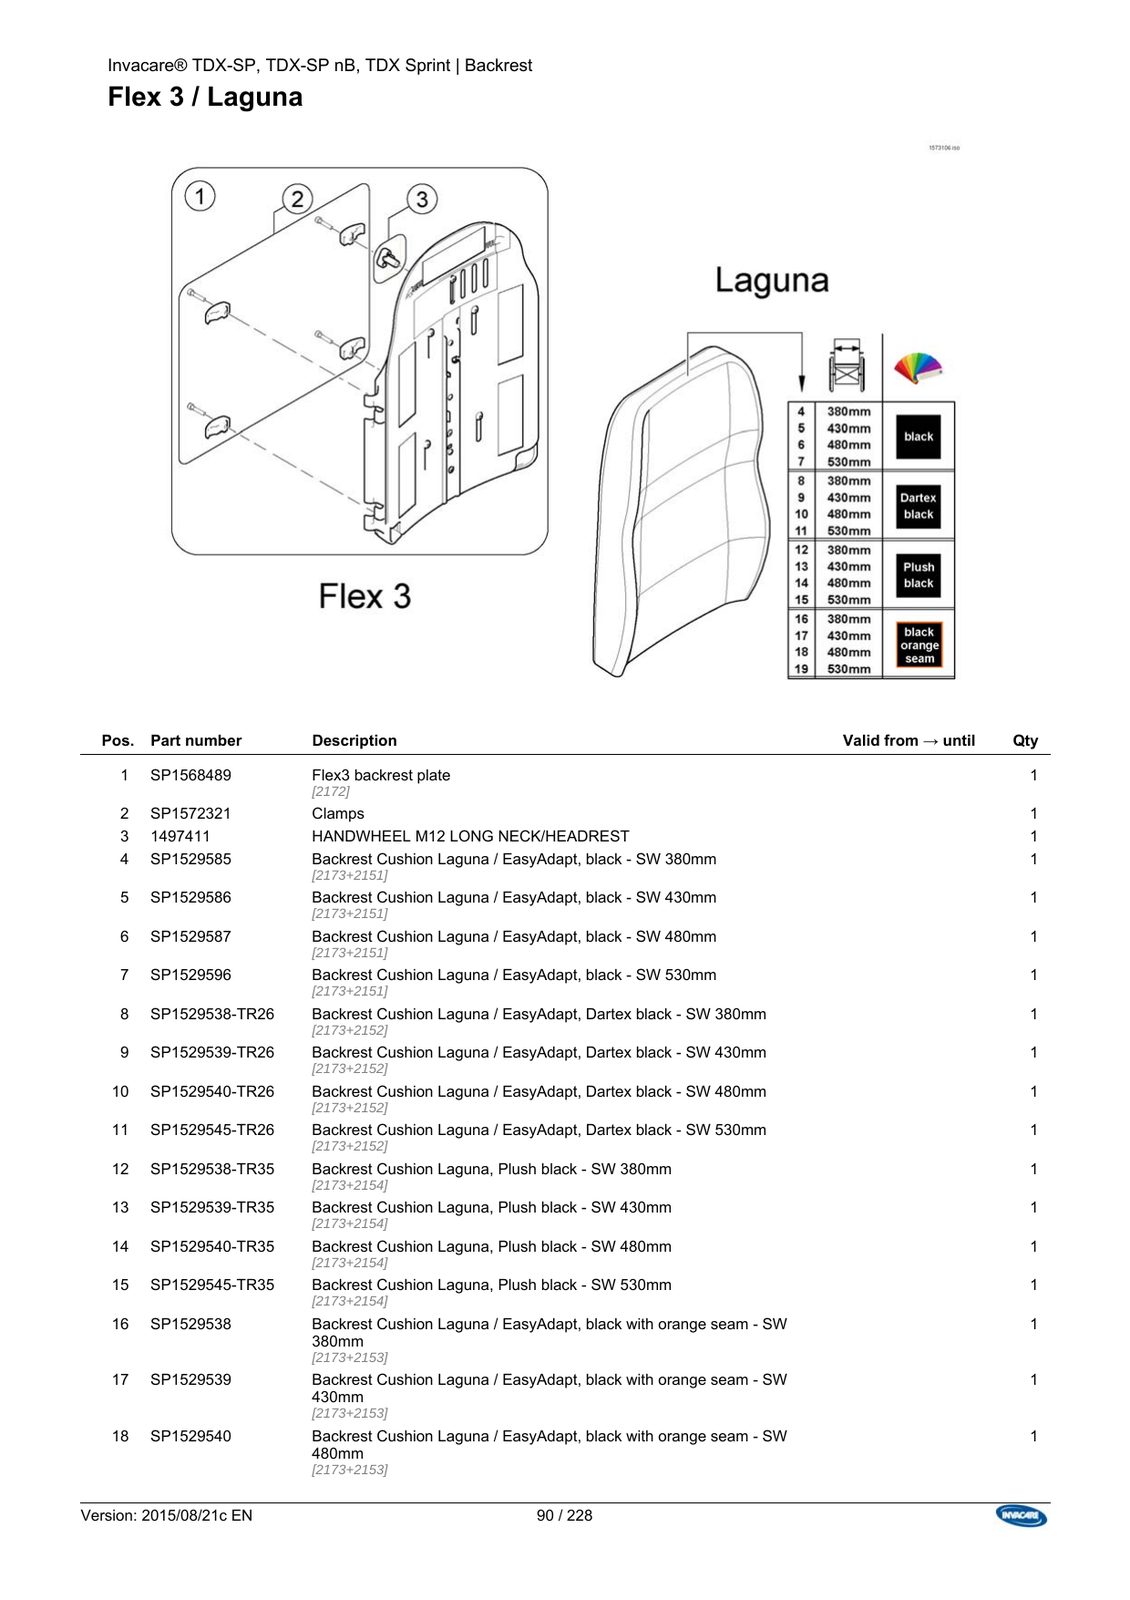 Invacare® TDX-SP, TDX-SP nB, TDX Sprint | Backrest
Flex 3 / Laguna
1573106.iso
1
2
3
Flex 3
Laguna
4 380mm
5 430mm
6 480mm
7 530mm
black
8 380mm
9 430mm
10 480mm
11 530mm
Dartex
black
12 380mm
13 430mm
14 480mm
15 530mm
Plush
black
16 380mm
17 430mm
18 480mm
19 530mm
black
orange
seam
Pos. Part number Description Valid from → until Qty
1 SP1568489 Flex3 backrest plate 1
[2172]
2 SP1572321 Clamps 1
3 1497411 HANDWHEEL M12 LONG NECK/HEADREST 1
4 SP1529585 Backrest Cushion Laguna / EasyAdapt, black - SW 380mm 1
[2173+2151]
5 SP1529586 Backrest Cushion Laguna / EasyAdapt, black - SW 430mm 1
[2173+2151]
6 SP1529587 Backrest Cushion Laguna / EasyAdapt, black - SW 480mm 1
[2173+2151]
7 SP1529596 Backrest Cushion Laguna / EasyAdapt, black - SW 530mm 1
[2173+2151]
8 SP1529538-TR26 Backrest Cushion Laguna / EasyAdapt, Dartex black - SW 380mm 1
[2173+2152]
9 SP1529539-TR26 Backrest Cushion Laguna / EasyAdapt, Dartex black - SW 430mm 1
[2173+2152]
10 SP1529540-TR26 Backrest Cushion Laguna / EasyAdapt, Dartex black - SW 480mm 1
[2173+2152]
11 SP1529545-TR26 Backrest Cushion Laguna / EasyAdapt, Dartex black - SW 530mm 1
[2173+2152]
12 SP1529538-TR35 Backrest Cushion Laguna, Plush black - SW 380mm 1
[2173+2154]
13 SP1529539-TR35 Backrest Cushion Laguna, Plush black - SW 430mm 1
[2173+2154]
14 SP1529540-TR35 Backrest Cushion Laguna, Plush black - SW 480mm 1
[2173+2154]
15 SP1529545-TR35 Backrest Cushion Laguna, Plush black - SW 530mm 1
[2173+2154]
16 SP1529538 Backrest Cushion Laguna / EasyAdapt, black with orange seam - SW 1
380mm
[2173+2153]
17 SP1529539 Backrest Cushion Laguna / EasyAdapt, black with orange seam - SW 1
430mm
[2173+2153]
18 SP1529540 Backrest Cushion Laguna / EasyAdapt, black with orange seam - SW 1
480mm
[2173+2153]
Version: 2015/08/21c EN 90 / 228 INVACARE